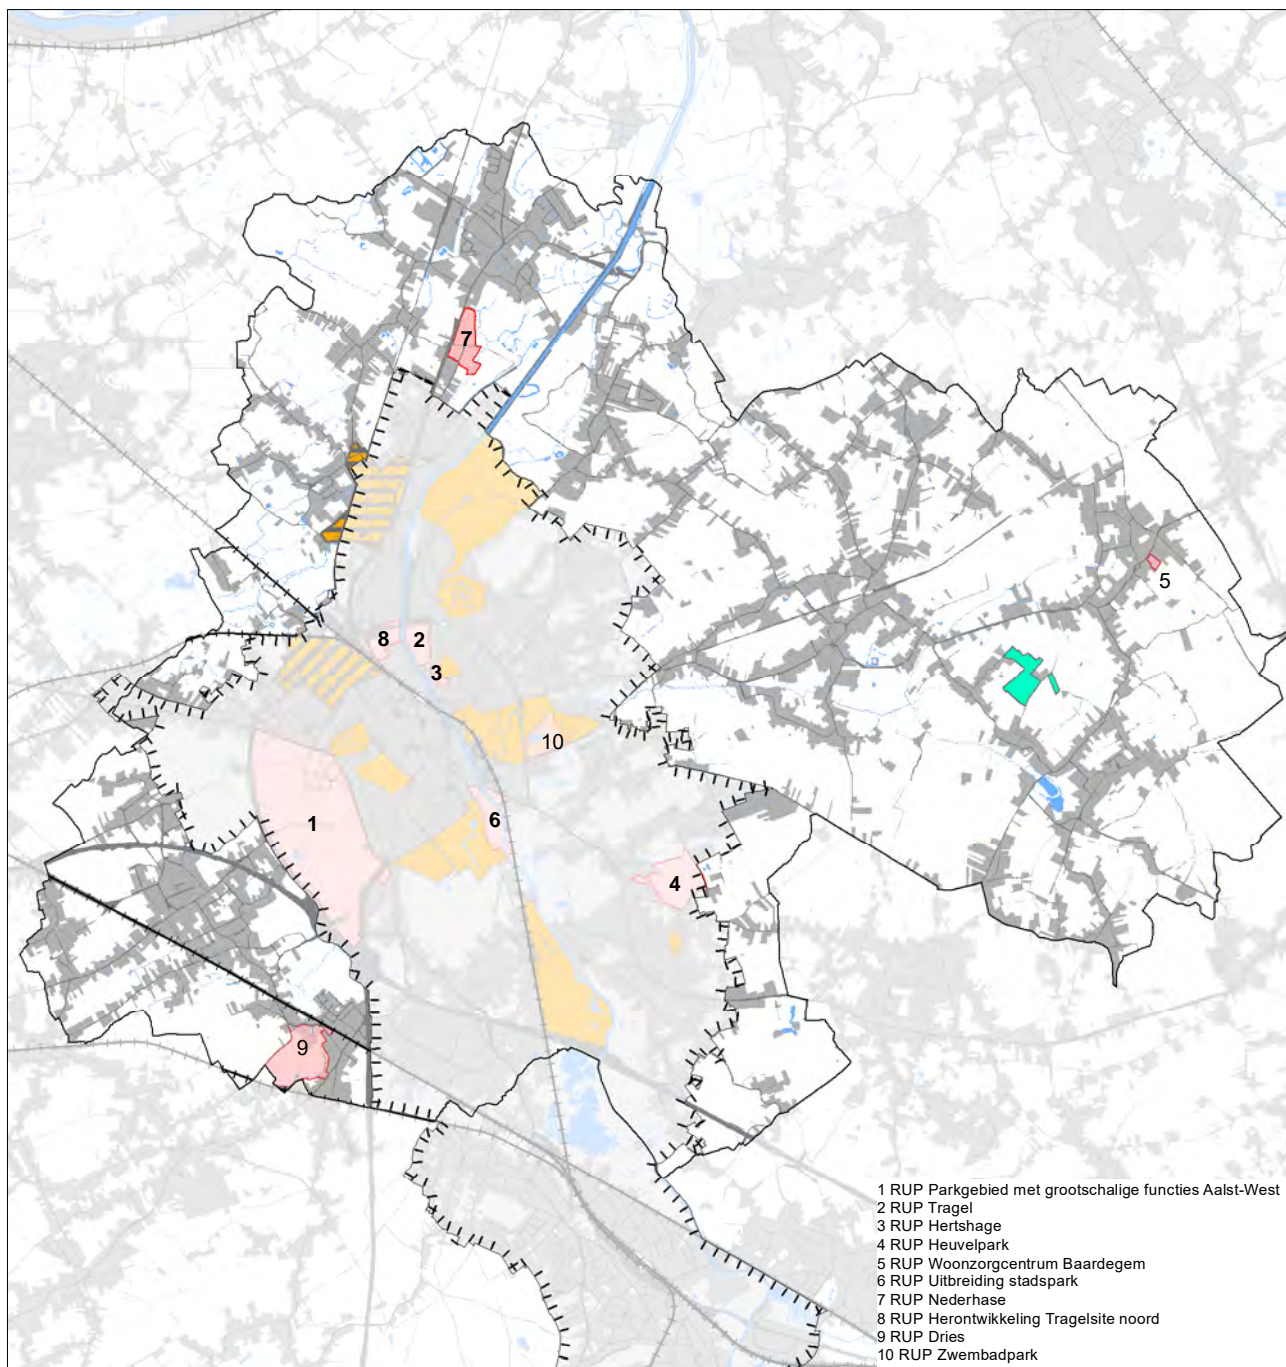 7
5
8
2
3
10
1
6
4
9
1 RUP Parkgebied met grootschalige functies Aalst-West
2 RUP Tragel
3 RUP Hertshage
4 RUP Heuvelpark
5 RUP Woonzorgcentrum Baardegem
6 RUP Uitbreiding stadspark
7 RUP Nederhase
8 RUP Herontwikkeling Tragelsite noord
9 RUP Dries
10 RUP Zwembadpark